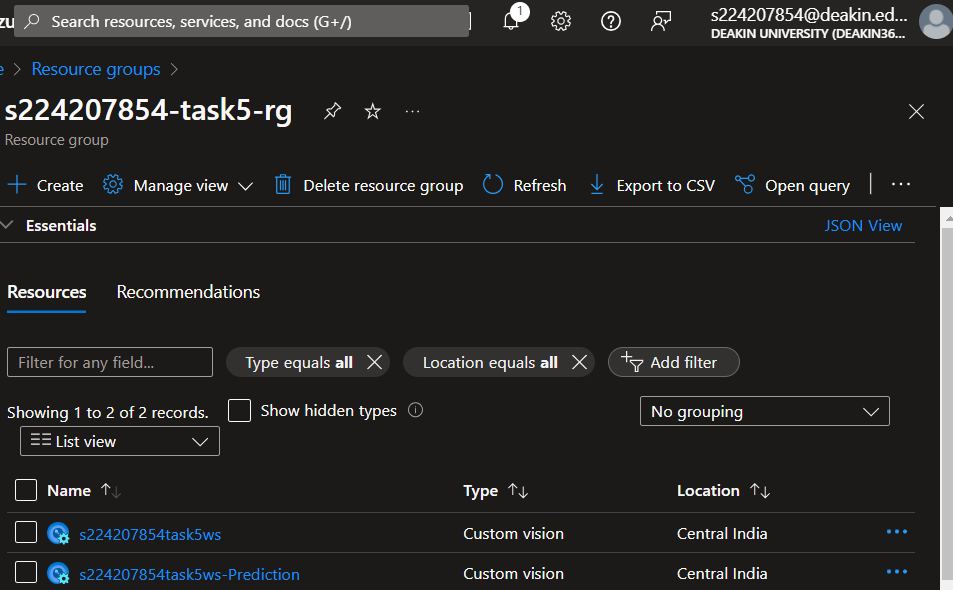 Search resources, services, and docs (G+/)
1
s224207854@deakin.ed...
DEAKIN UNIVERSITY (DEAKIN36...
e > Resource groups >
s224207854-task5-rg
...
Resource group
Create Manage view Delete resource group Refresh Export to CSV Open query ...
Essentials JSON View
Resources Recommendations
Filter for any field... Type equals all Location equals all Add filter
Showing 1 to 2 of 2 records. Show hidden types No grouping
List view
Name Type Location
s224207854task5ws Custom vision Central India ...
s224207854task5ws-Prediction Custom vision Central India ...